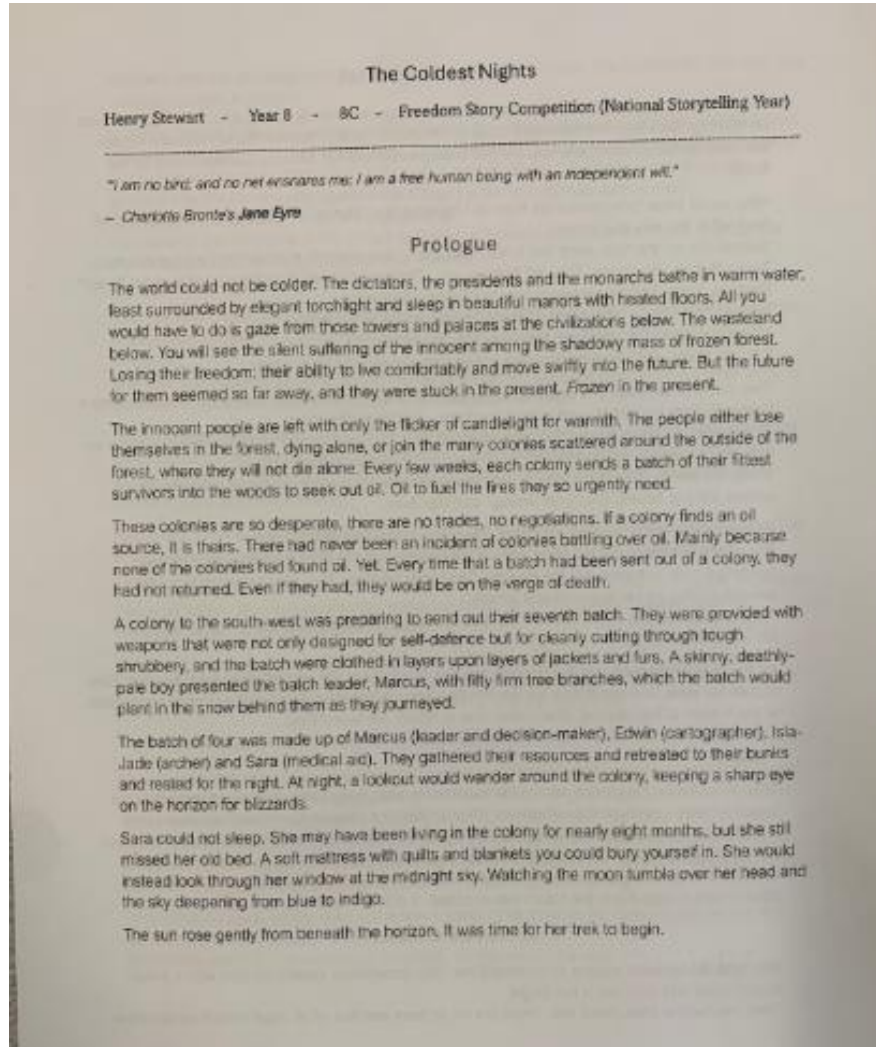 The Coldest Nights
Henry Stewart - Year 8 - 8C - Freedom Story Competition (National Storytelling Year)
"I am no bird; and no net ensnares me; I am a free human being with an independent will."
– Charlotte Bronte's Jane Eyre
Prologue
The world could not be colder. The dictators, the presidents and the monarchs bathe in warm water,
feast surrounded by elegant torchlight and sleep in beautiful manors with heated floors. All you
would have to do is gaze from those towers and palaces at the civilizations below. The wasteland
below. You will see the silent suffering of the innocent among the shadowy mass of frozen forest.
Losing their freedom; their ability to live comfortably and move swiftly into the future. But the future
for them seemed so far away, and they were stuck in the present. Frozen in the present.
The innocent people are left with only the flicker of candlelight for warmth. The people either lose
themselves in the forest, dying alone, or join the many colonies scattered around the outside of the
forest, where they will not die alone. Every few weeks, each colony sends a batch of their fittest
survivors into the woods to seek out oil. Oil to fuel the fires they so urgently need.
These colonies are so desperate, there are no trades, no negotiations. If a colony finds an oil
source, it is theirs. There had never been an incident of colonies battling over oil. Mainly because
none of the colonies had found oil. Yet. Every time that a batch had been sent out of a colony, they
had not returned. Even if they had, they would be on the verge of death.
A colony to the south-west was preparing to send out their seventh batch. They were provided with
weapons that were not only designed for self-defence but for cleanly cutting through tough
shrubbery, and the batch were clothed in layers upon layers of jackets and furs. A skinny, deathly-
pale boy presented the batch leader, Marcus, with fifty firm tree branches, which the batch would
plant in the snow behind them as they journeyed.
The batch of four was made up of Marcus (leader and decision-maker), Edwin (cartographer), Isla-
Jade (archer) and Sara (medical aid). They gathered their resources and retreated to their bunks
and rested for the night. At night, a lookout would wander around the colony, keeping a sharp eye
on the horizon for blizzards.
Sara could not sleep. She may have been living in the colony for nearly eight months, but she still
missed her old bed. A soft mattress with quilts and blankets you could bury yourself in. She would
instead look through her window at the midnight sky. Watching the moon tumble over her head and
the sky deepening from blue to indigo.
The sun rose gently from beneath the horizon. It was time for her trek to begin.